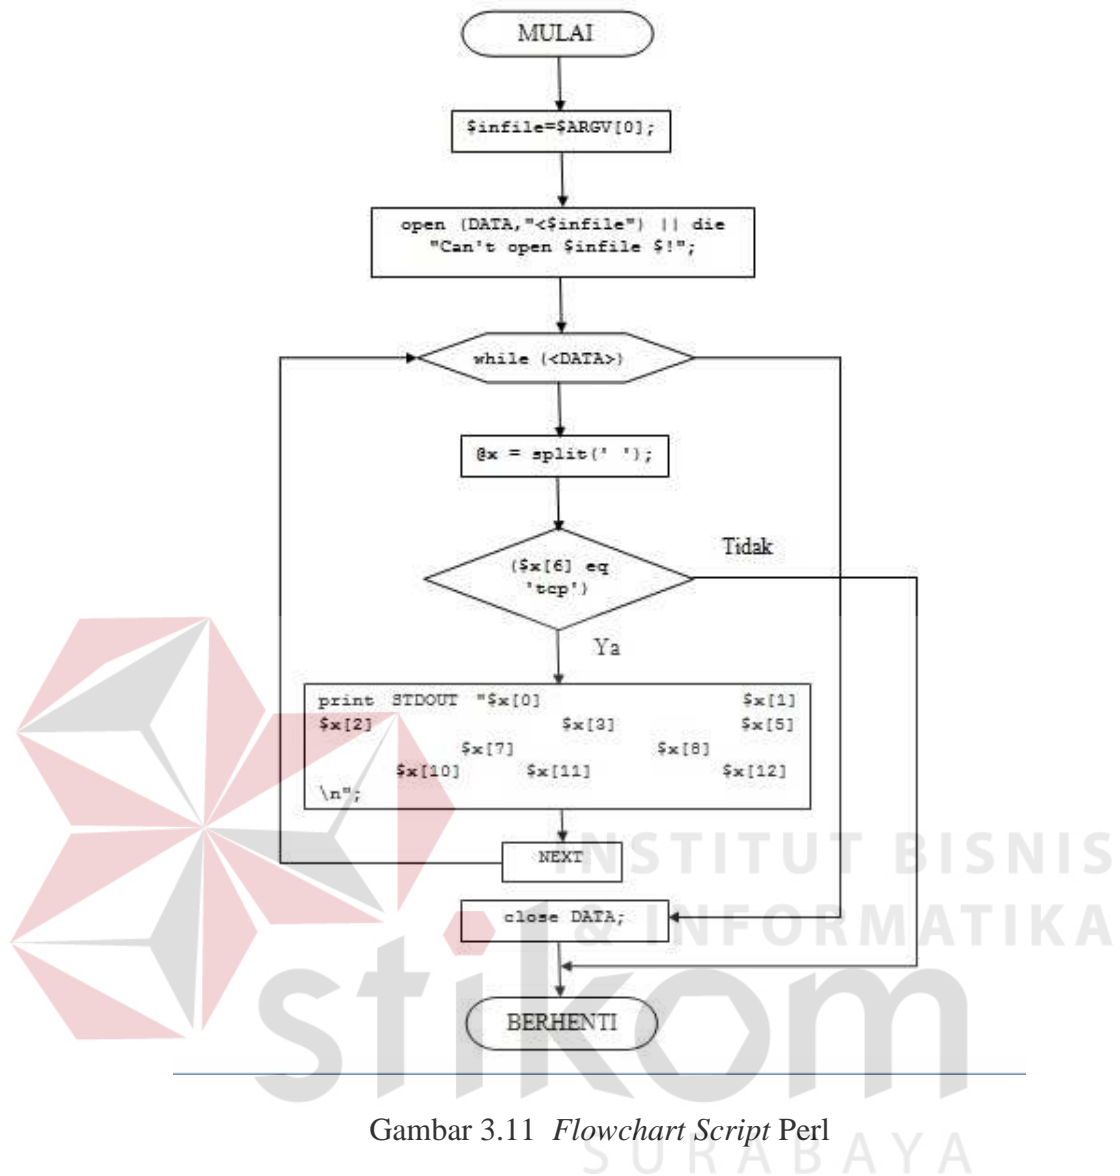 MULAI
$infile=$ARGV[0];
open (DATA,"<$infile") || die
"Can't open $infile $!";
while (<DATA>)
@x = split(' ');
($x[6] eq
'tcp')
Tidak
Ya
print STDOUT "$x[0] $x[1]
$x[2] $x[3] $x[5]
$x[7] $x[8]
$x[10] $x[11] $x[12]
\n";
NEXT
close DATA;
BERHENTI
INSTITUT BISNIS
& INFORMATIKA
stikom
SURABAYA
Gambar 3.11 Flowchart Script Perl